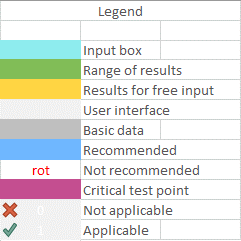 Legend
Input box
Range of results
Results for free input
User interface
Basic data
Recommended
rot Not recommended
Critical test point
0 Not applicable
1 Applicable